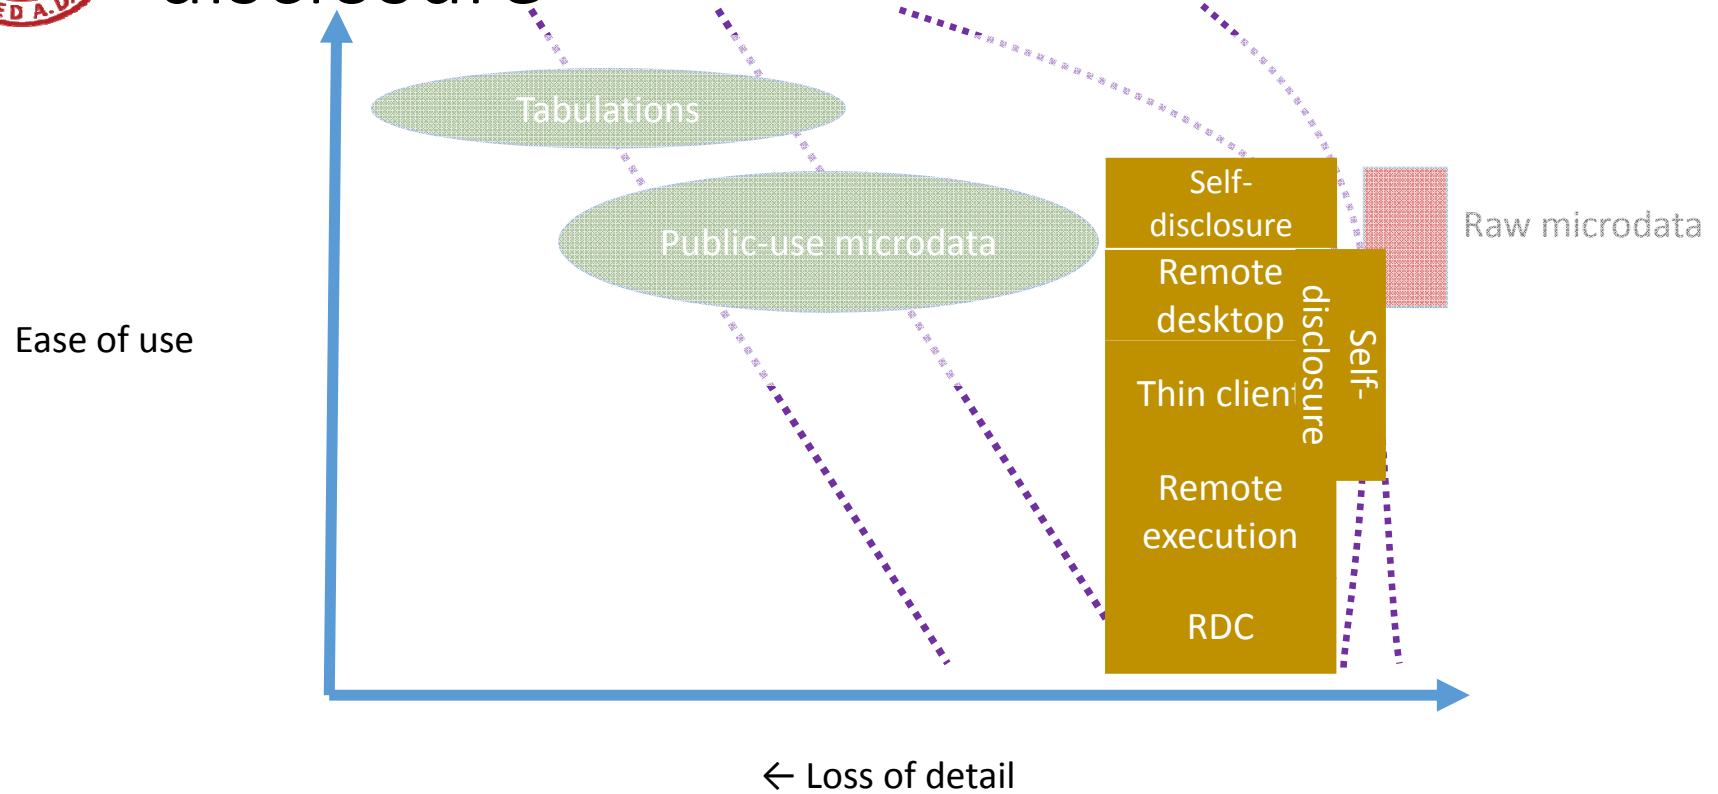 disclosure
Tabulations
Self-
disclosure
Public-use microdata
Raw microdata
Remote
desktop
Self-
disclosure
Ease of use
Thin client
Remote
execution
RDC
← Loss of detail